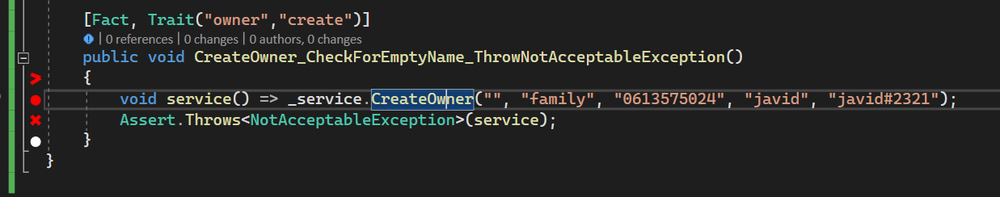 [Fact, Trait("owner","create")]
| 0 references | 0 changes | 0 authors, 0 changes
public void CreateOwner_CheckForEmptyName_ThrowNotAcceptableException()
{
void service() => _service.CreateOwner("", "family", "0613575024", "javid", "javid#2321");
Assert.Throws<NotAcceptableException>(service);
}
}